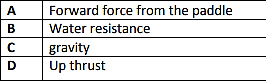 A Forward force from the paddle
B Water resistance
C gravity
D Up thrust